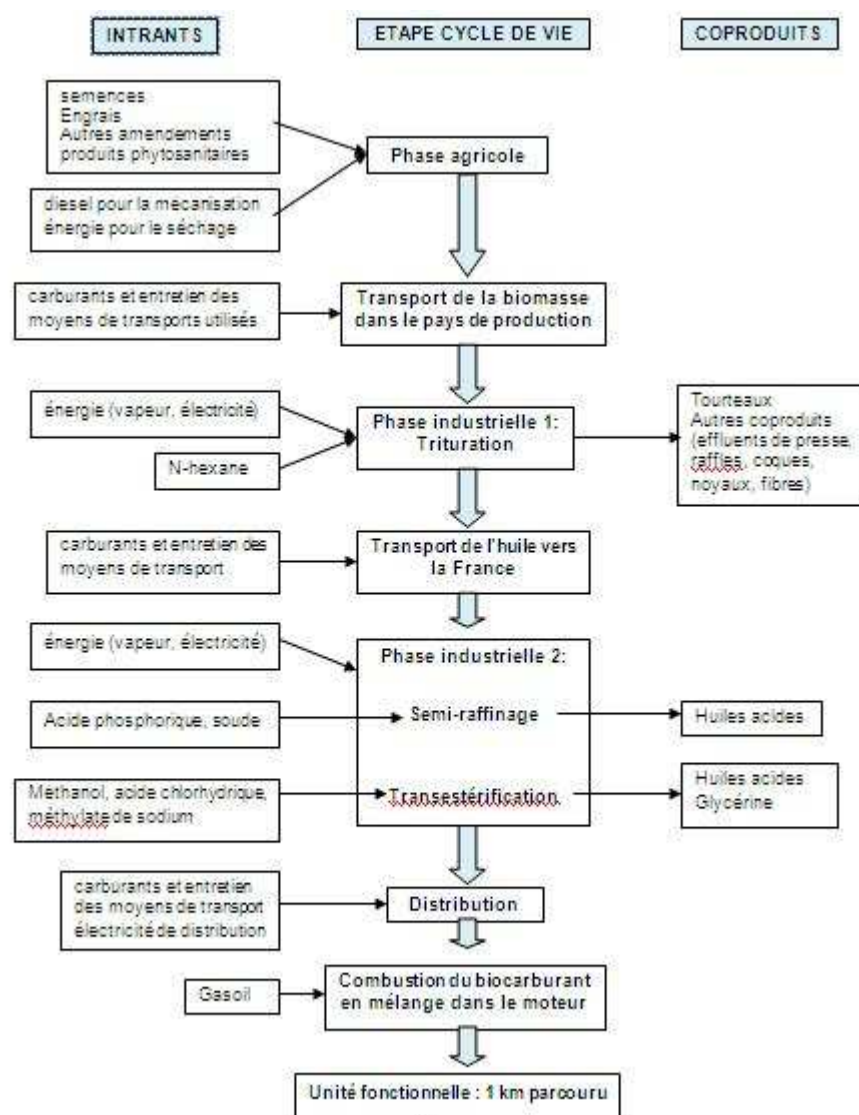 INTRANTS
ETAPE CYCLE DE VIE
COPRODUITS
semences
Engrais
Autres amendements
produits phytosanitaires
Phase agricole
diesel pour la mecanisation
énergie pour le séchage
carburants et entretien des
moyens de transports utilisés
Transport de la biomasse
dans le pays de production
énergie (vapeur, électricité)
N-hexane
Phase industrielle 1:
Trituration
Tourteaux
Autres coproduits
(effluents de presse,
raffles, coques,
noyaux, fibres)
carburants et entretien des
moyens de transport
Transport de l'huile vers
la France
énergie (vapeur, électricité)
Phase industrielle 2:
Acide phosphorique, soude
Semi-raffinage
Huiles acides
Méthanol, acide chlorhydrique,
méthylate de sodium
Transestérification
Huiles acides
Glycérine
carburants et entretien
des moyens de transport
électricité de distribution
Distribution
Gasoil
Combustion du biocarburant
en mélange dans le moteur
Unité fonctionnelle : 1 km parcouru